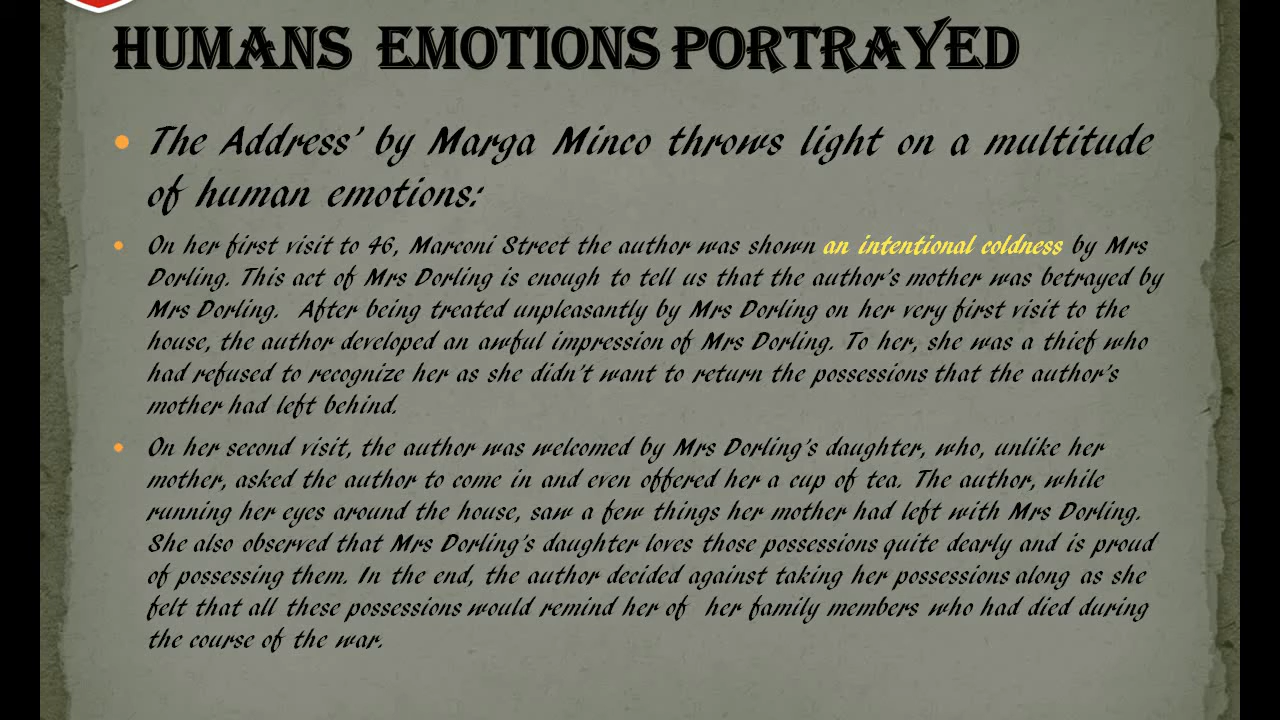 HUMANS EMOTIONS PORTRAYED
The Address' by Marga Minco throws light on a multitude
of human emotions:
On her first visit to 46, Marconi Street the author was shown an intentional coldness by Mrs
Dorling. This act of Mrs Dorling is enough to tell us that the author's mother was betrayed by
Mrs Dorling. After being treated unpleasantly by Mrs Dorling on her very first visit to the
house, the author developed an awful impression of Mrs Dorling. To her, she was a thief who
had refused to recognize her as she didn't want to return the possessions that the author's
mother had left behind.
On her second visit, the author was welcomed by Mrs Dorling's daughter, who, unlike her
mother, asked the author to come in and even offered her a cup of tea. The author, while
running her eyes around the house, saw a few things her mother had left with Mrs Dorling.
She also observed that Mrs Dorling's daughter loves those possessions quite dearly and is proud
of possessing them. In the end, the author decided against taking her possessions along as she
felt that all these possessions would remind her of her family members who had died during
the course of the war.